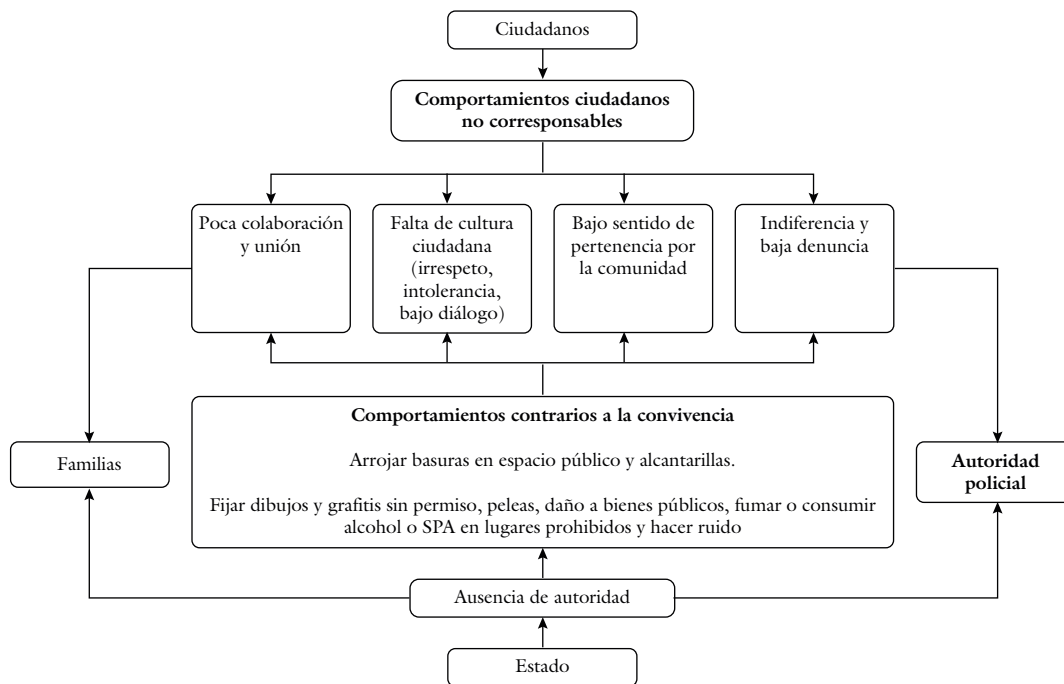 Ciudadanos
Comportamientos ciudadanos
no corresponsables
Poca colaboración
y unión
Falta de cultura
ciudadana
(irrespeto,
intolerancia,
bajo diálogo)
Bajo sentido de
pertenencia por
la comunidad
Indiferencia y
baja denuncia
Comportamientos contrarios a la convivencia
Arrojar basuras en espacio público y alcantarillas.
Fijar dibujos y grafitis sin permiso, peleas, daño a bienes públicos, fumar o consumir
alcohol o SPA en lugares prohibidos y hacer ruido
Familias
Autoridad
policial
Ausencia de autoridad
Estado